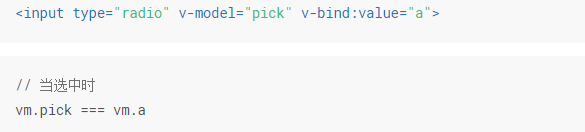 <input type="radio" v-model="pick" v-bind:value="a">
// 当选中时
vm.pick === vm.a